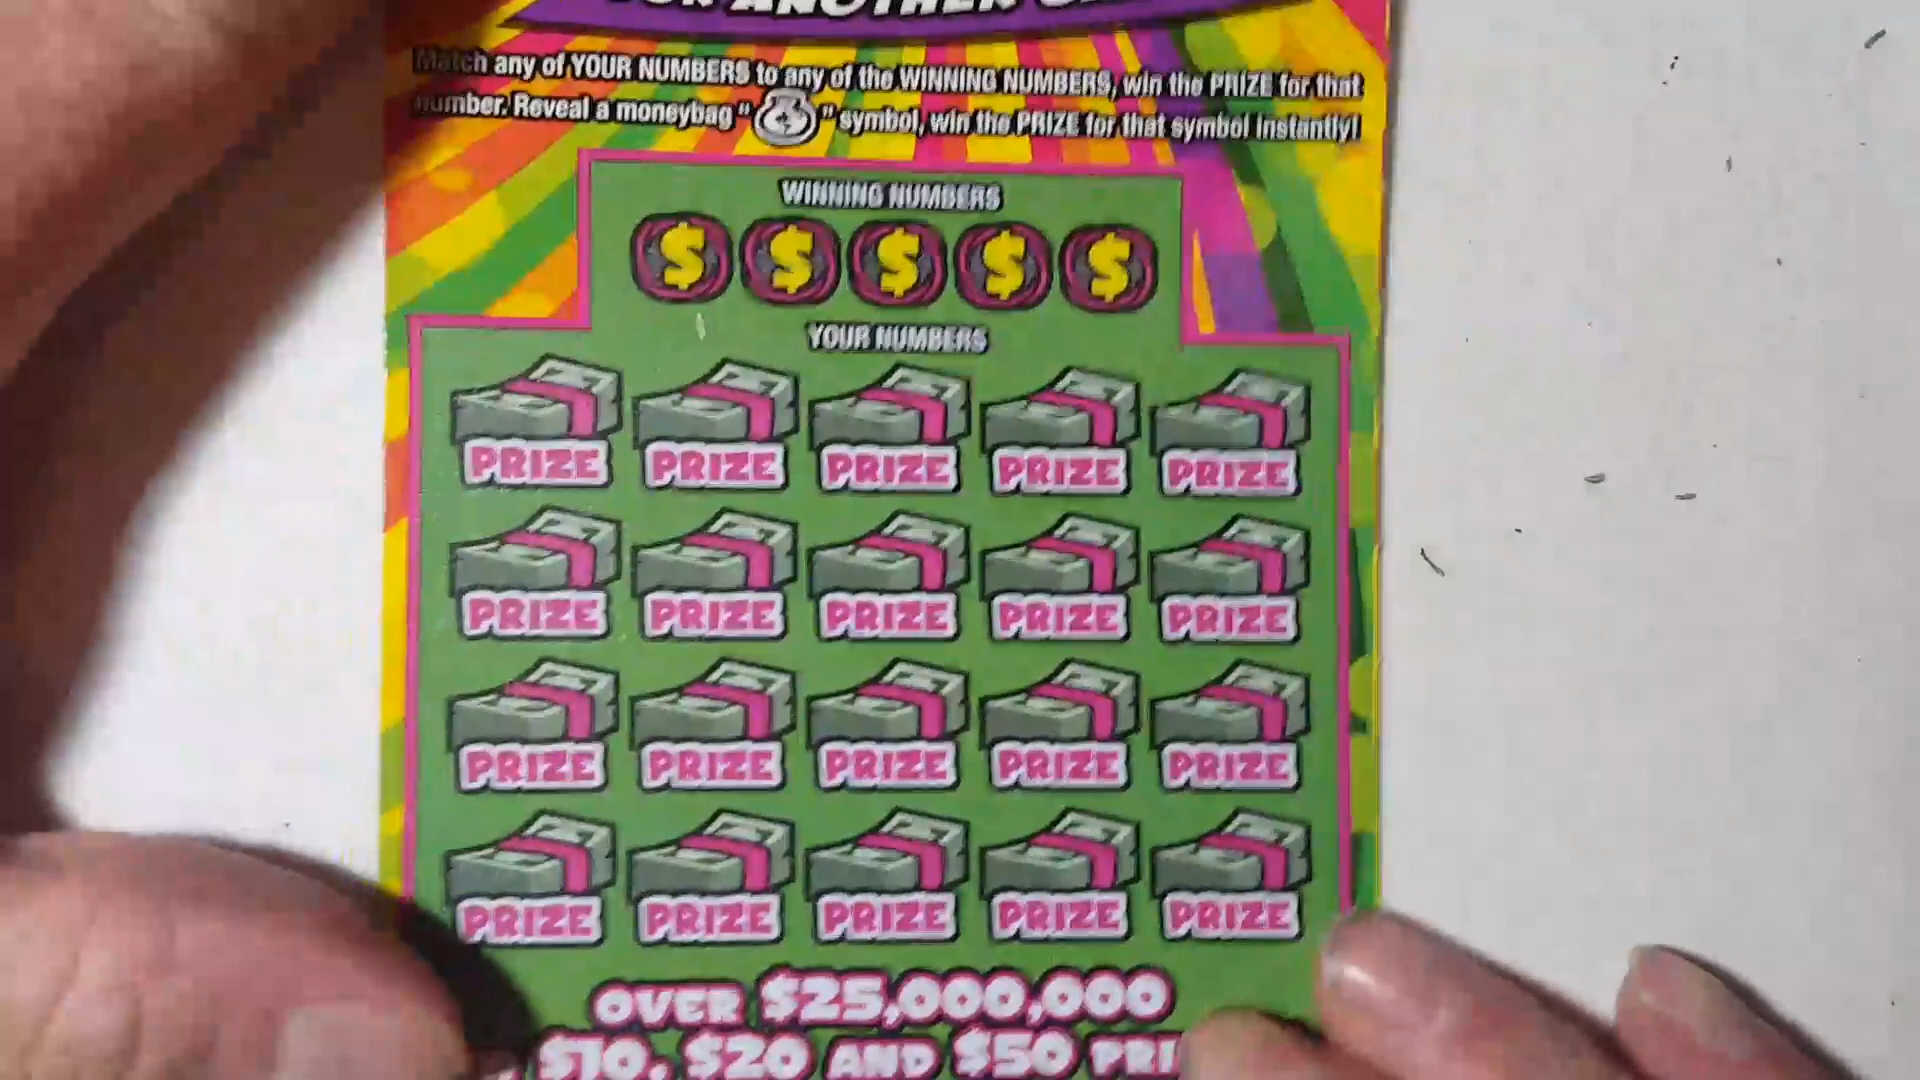 ANOTHER
Match any of YOUR NUMBERS to any of the WINNING NUMBERS, win the PRIZE for that
number. Reveal a moneybag " " symbol, win the PRIZE for that symbol instantly!
WINNING NUMBERS
$ $ $ $ $
YOUR NUMBERS
PRIZE PRIZE PRIZE PRIZE PRIZE
PRIZE PRIZE PRIZE PRIZE PRIZE
PRIZE PRIZE PRIZE PRIZE PRIZE
PRIZE PRIZE PRIZE PRIZE PRIZE
OVER $25,000,000
$10, $20 AND $50 PRI